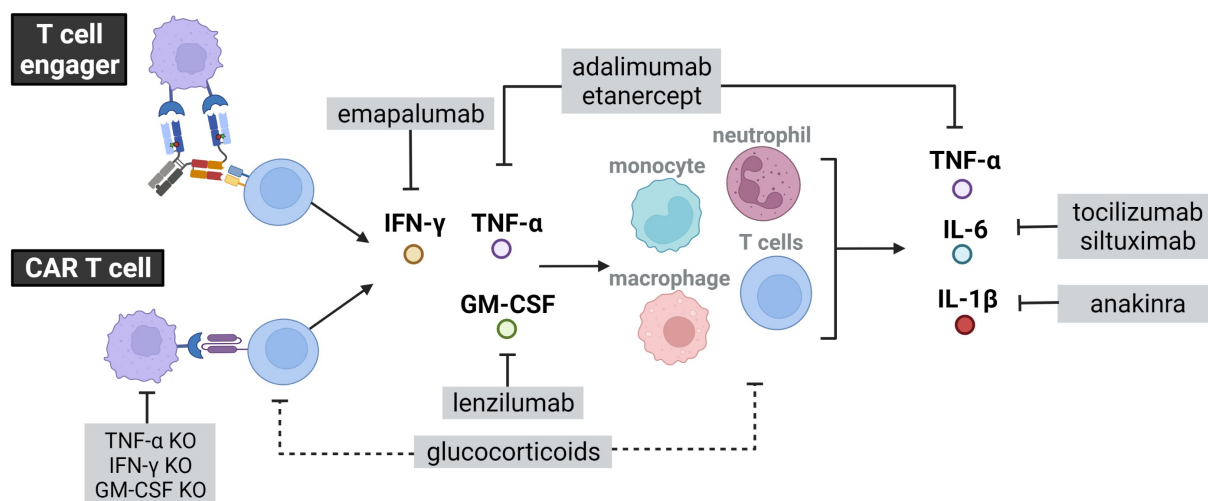 T cell
engager
emapalumab
adalimumab
etanercept
neutrophil
monocyte
TNF-α
IFN-γ
TNF-α
T cells
IL-6
tocilizumab
siltuximab
CAR T cell
macrophage
GM-CSF
IL-1β
anakinra
lenzilumab
TNF-α KO
IFN-γ KO
GM-CSF KO
glucocorticoids